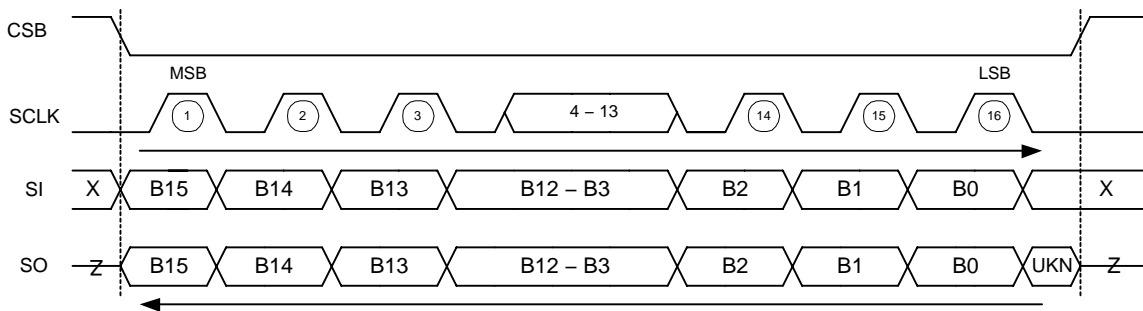 CSB
MSB LSB
SCLK 1 2 3 4 – 13 14 15 16
SI X B15 B14 B13 B12 – B3 B2 B1 B0 X
SO Z B15 B14 B13 B12 – B3 B2 B1 B0 UKN Z